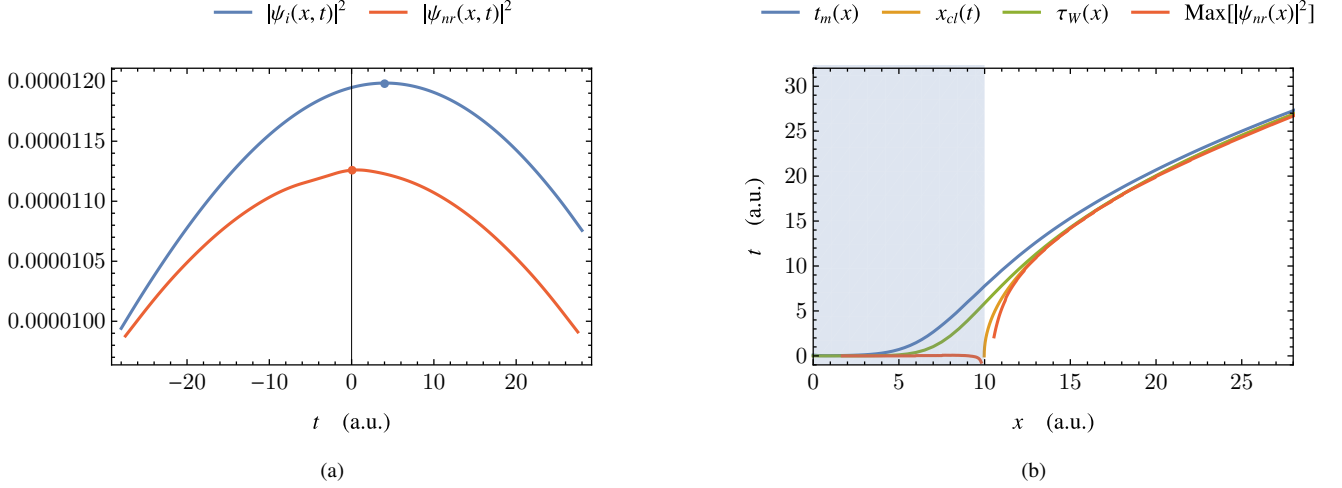 |ψ_i(x, t)|² |ψ_nr(x, t)|²
0.0000120
0.0000115
0.0000110
0.0000105
0.0000100
−20 −10 0 10 20
t (a.u.)
(a)
t_m(x) x_cl(t) τ_W(x) Max[|ψ_nr(x)|²]
30
25
20
15
10
5
0
t (a.u.)
0 5 10 15 20 25
x (a.u.)
(b)